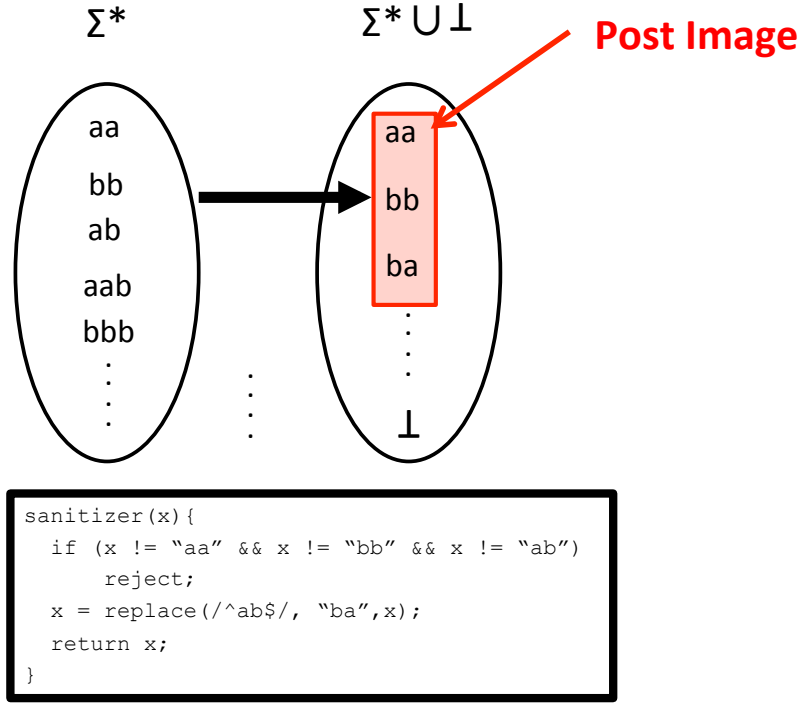 Σ*
Σ* ∪ ⊥
Post Image
aa
bb
ab
aab
bbb
aa
bb
ba
⊥
sanitizer(x){
if (x != “aa” && x != “bb” && x != “ab”)
reject;
x = replace(/^ab$/, “ba”,x);
return x;
}